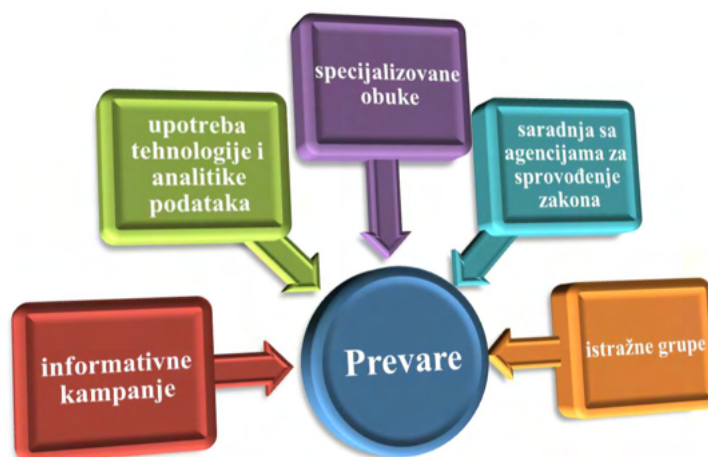 specijalizovane
obuke
upotreba
tehnologije i
analitike
podataka
saradnja sa
agencijama za
sprovođenje
zakona
informativne
kampanje
Prevare
istražne grupe